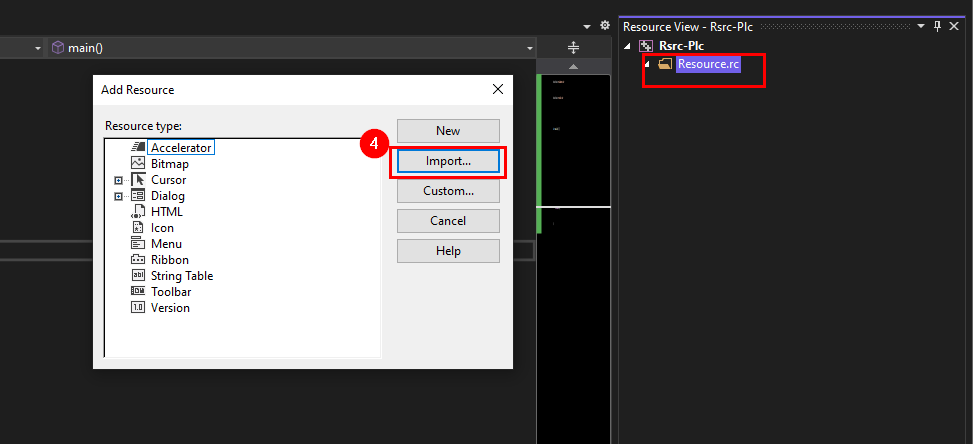 main()
Resource View - Rsrc-Plc
Rsrc-Plc
Resource.rc
Add Resource
Resource type:
Accelerator
Bitmap
Cursor
Dialog
HTML
Icon
Menu
Ribbon
String Table
Toolbar
Version
New
4
Import...
Custom...
Cancel
Help